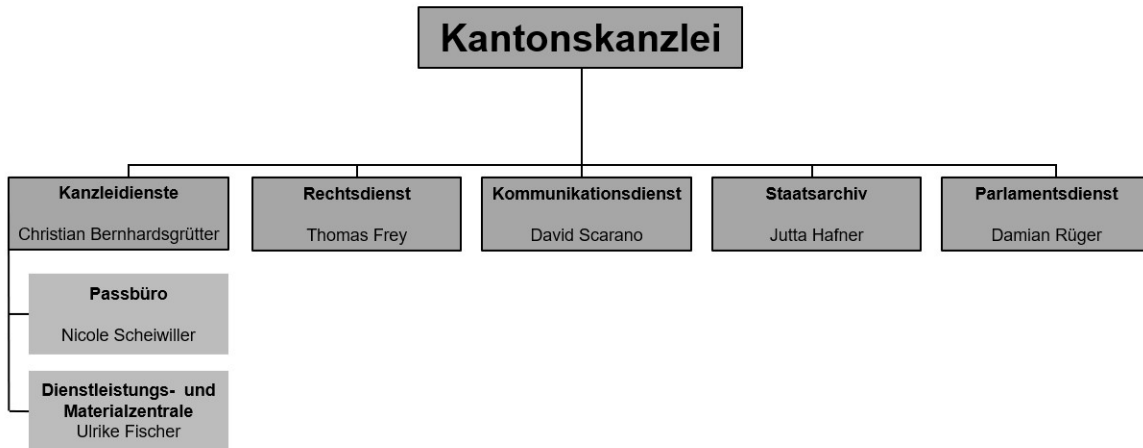 Kantonskanzlei
Kanzleidienste
Christian Bernhardsgrütter
Rechtsdienst
Thomas Frey
Kommunikationsdienst
David Scarano
Staatsarchiv
Jutta Hafner
Parlamentsdienst
Damian Rüger
Passbüro
Nicole Scheiwiller
Dienstleistungs- und
Materialzentrale
Ulrike Fischer